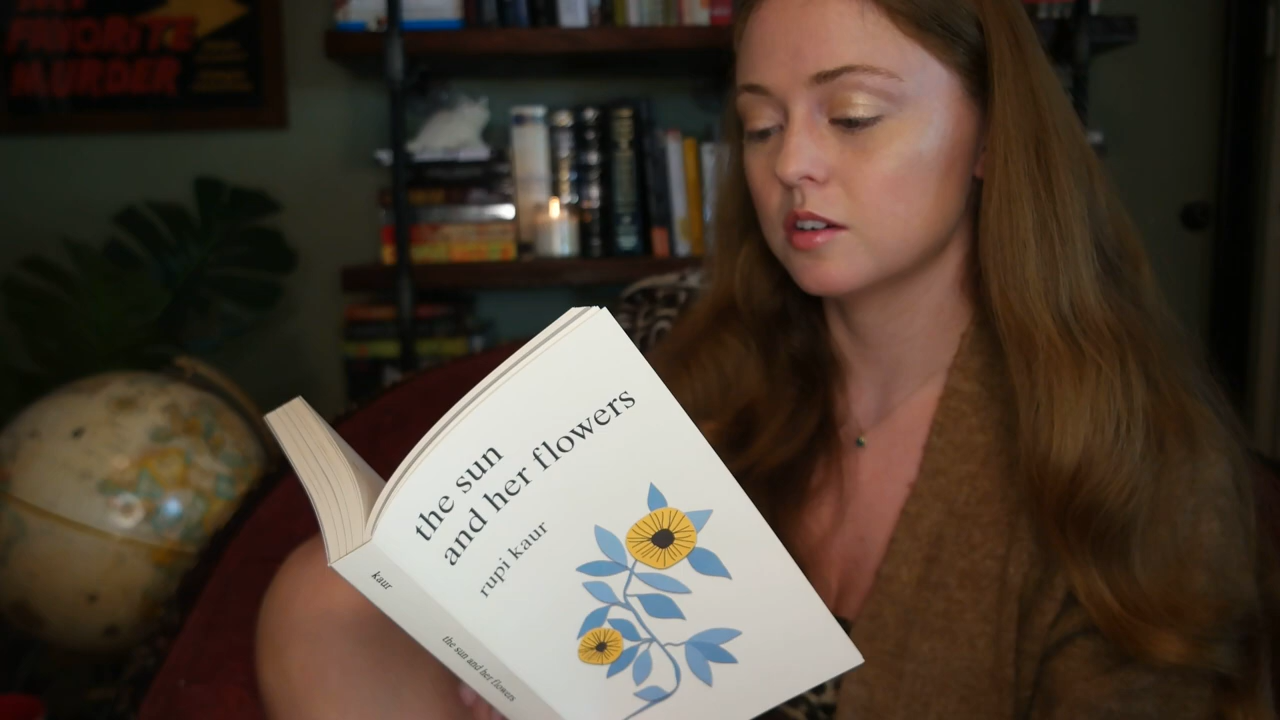 FAVORITE
MURDER
the sun
and her flowers
rupi kaur
kaur
the sun and her flowers